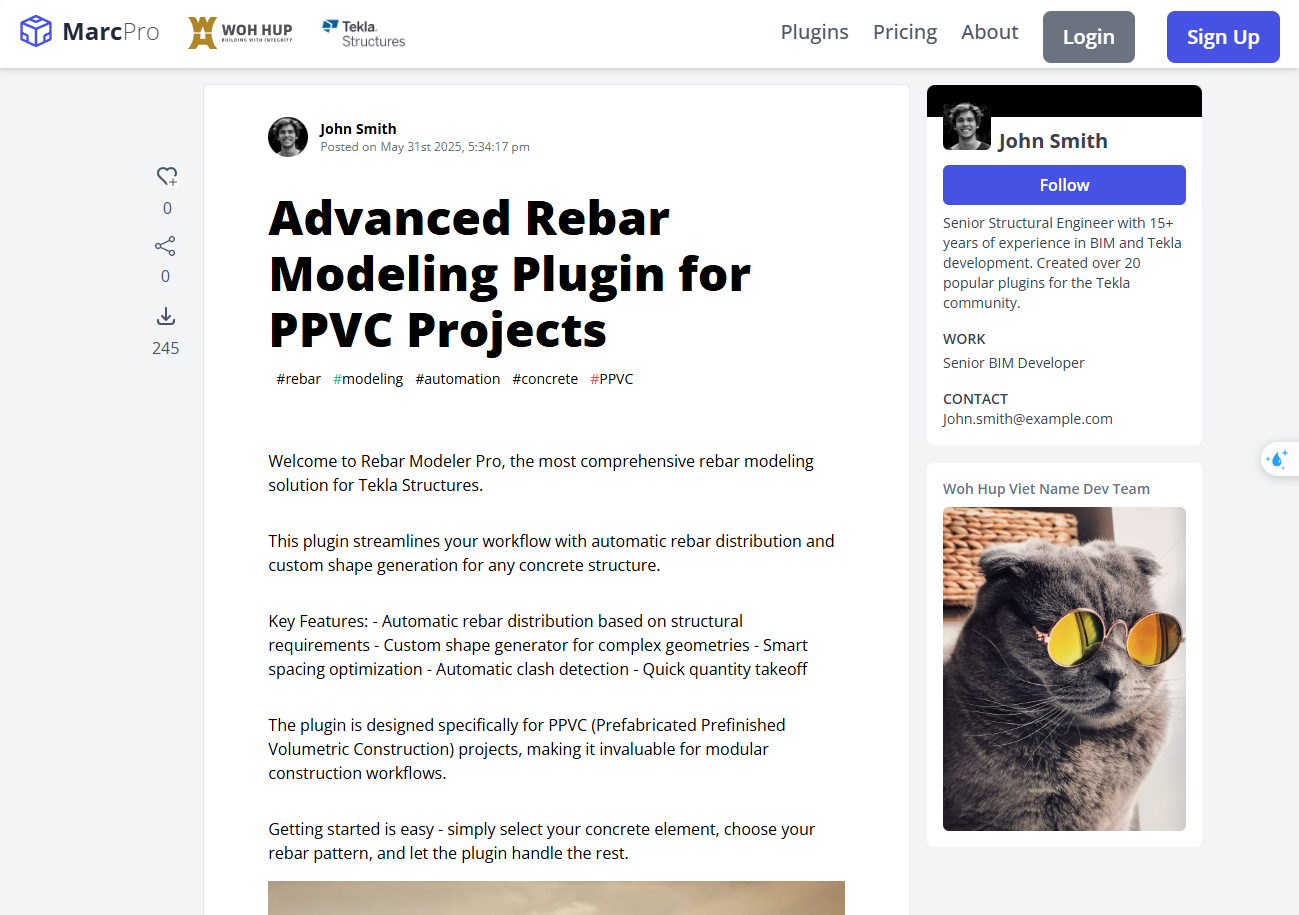 MarcPro
WOH HUP
BUILDING WITH INTEGRITY
Tekla
Structures
Plugins
Pricing
About
Login
Sign Up
John Smith
Posted on May 31st 2025, 5:34:17 pm
0
0
245
Advanced Rebar
Modeling Plugin for
PPVC Projects
#rebar #modeling #automation #concrete #PPVC
Welcome to Rebar Modeler Pro, the most comprehensive rebar modeling
solution for Tekla Structures.
This plugin streamlines your workflow with automatic rebar distribution and
custom shape generation for any concrete structure.
Key Features: - Automatic rebar distribution based on structural
requirements - Custom shape generator for complex geometries - Smart
spacing optimization - Automatic clash detection - Quick quantity takeoff
The plugin is designed specifically for PPVC (Prefabricated Prefinished
Volumetric Construction) projects, making it invaluable for modular
construction workflows.
Getting started is easy - simply select your concrete element, choose your
rebar pattern, and let the plugin handle the rest.
John Smith
Follow
Senior Structural Engineer with 15+
years of experience in BIM and Tekla
development. Created over 20
popular plugins for the Tekla
community.
WORK
Senior BIM Developer
CONTACT
John.smith@example.com
Woh Hup Viet Name Dev Team